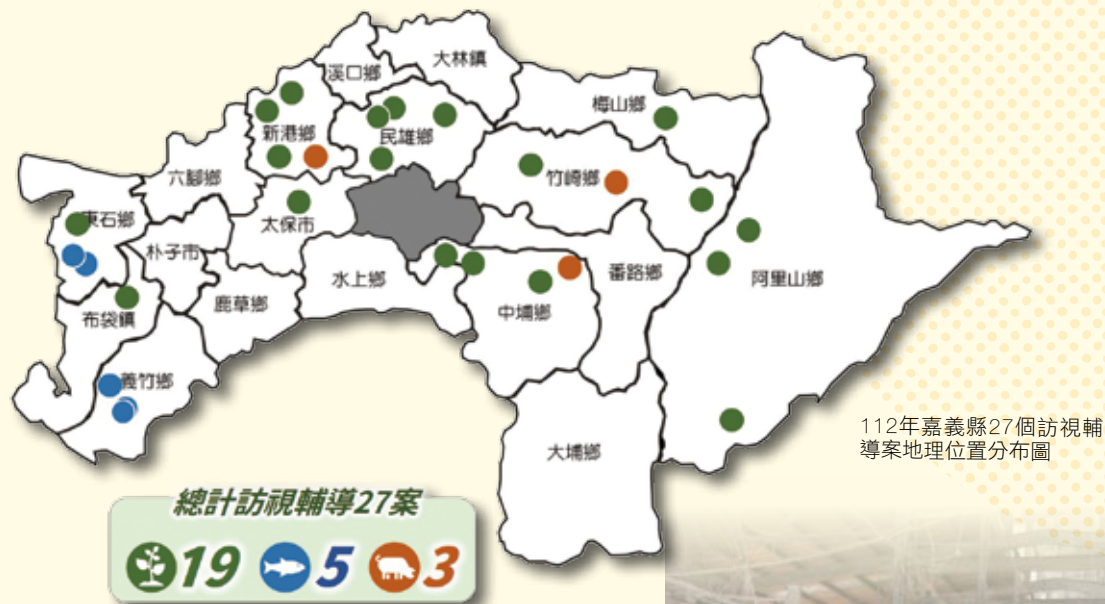 大林鎮
溪口鄉
梅山鄉
新港鄉
民雄鄉
竹崎鄉
六腳鄉
東石鄉
太保市
朴子市
番路鄉
阿里山鄉
水上鄉
鹿草鄉
中埔鄉
布袋鎮
義竹鄉
大埔鄉
112年嘉義縣27個訪視輔
導案地理位置分布圖
總計訪視輔導27案
19 5 3